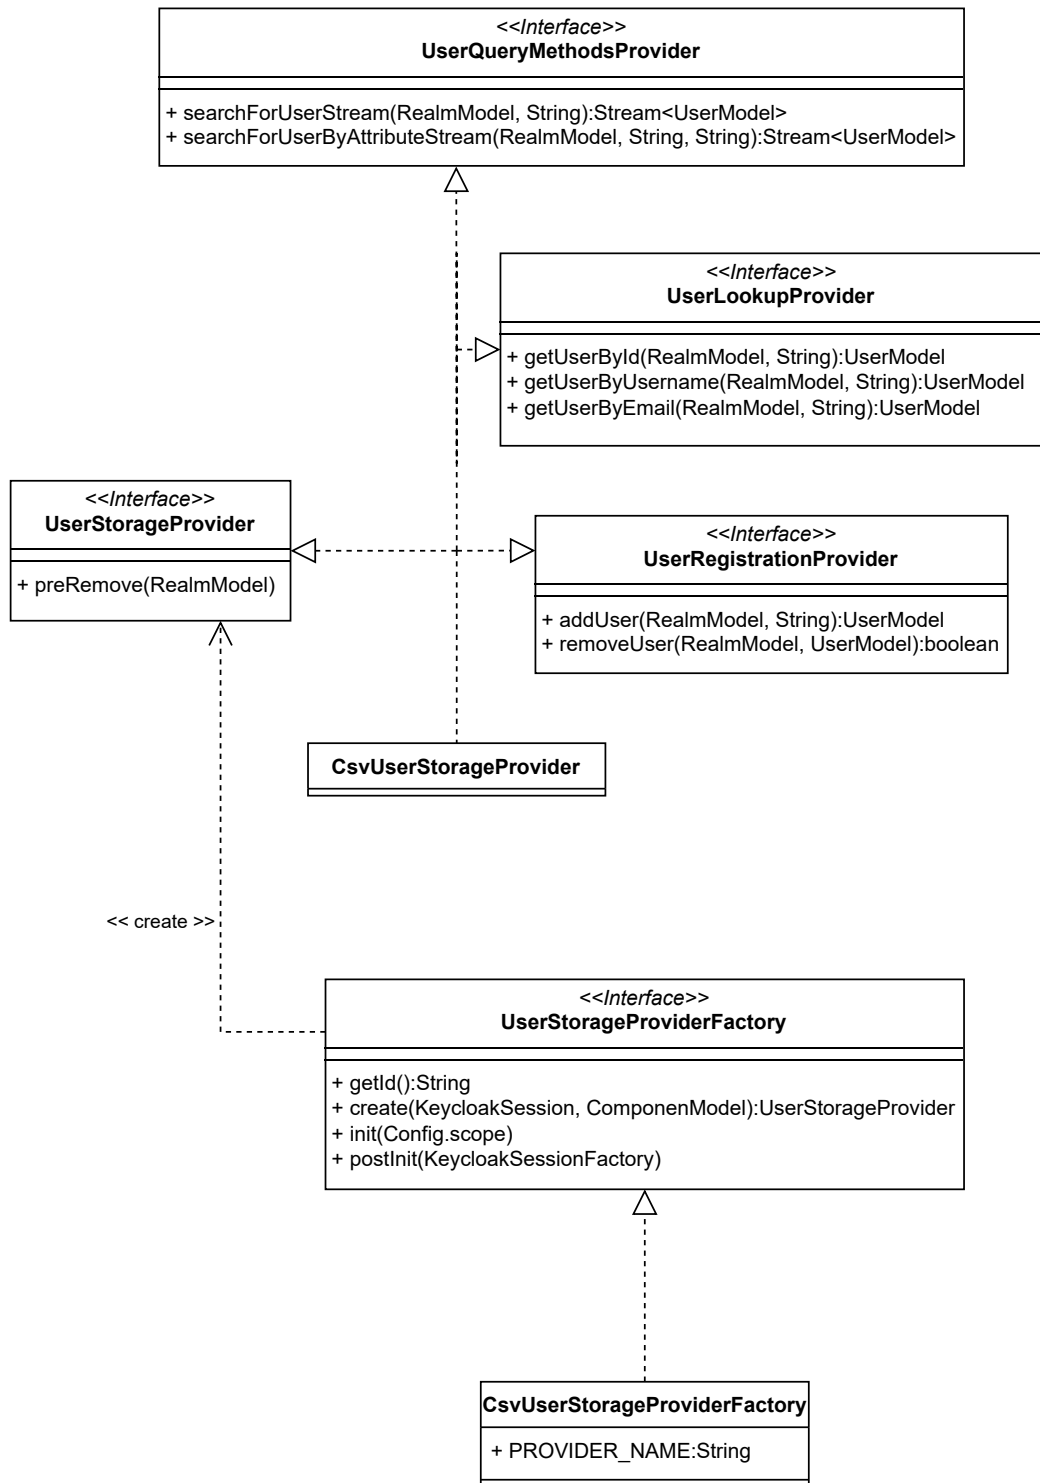 <<Interface>>
UserQueryMethodsProvider
+ searchForUserStream(RealmModel, String):Stream<UserModel>
+ searchForUserByAttributeStream(RealmModel, String, String):Stream<UserModel>
<<Interface>>
UserLookupProvider
+ getUserById(RealmModel, String):UserModel
+ getUserByUsername(RealmModel, String):UserModel
+ getUserByEmail(RealmModel, String):UserModel
<<Interface>>
UserStorageProvider
+ preRemove(RealmModel)
<<Interface>>
UserRegistrationProvider
+ addUser(RealmModel, String):UserModel
+ removeUser(RealmModel, UserModel):boolean
CsvUserStorageProvider
<< create >>
<<Interface>>
UserStorageProviderFactory
+ getId():String
+ create(KeycloakSession, ComponenModel):UserStorageProvider
+ init(Config.scope)
+ postInit(KeycloakSessionFactory)
CsvUserStorageProviderFactory
+ PROVIDER_NAME:String